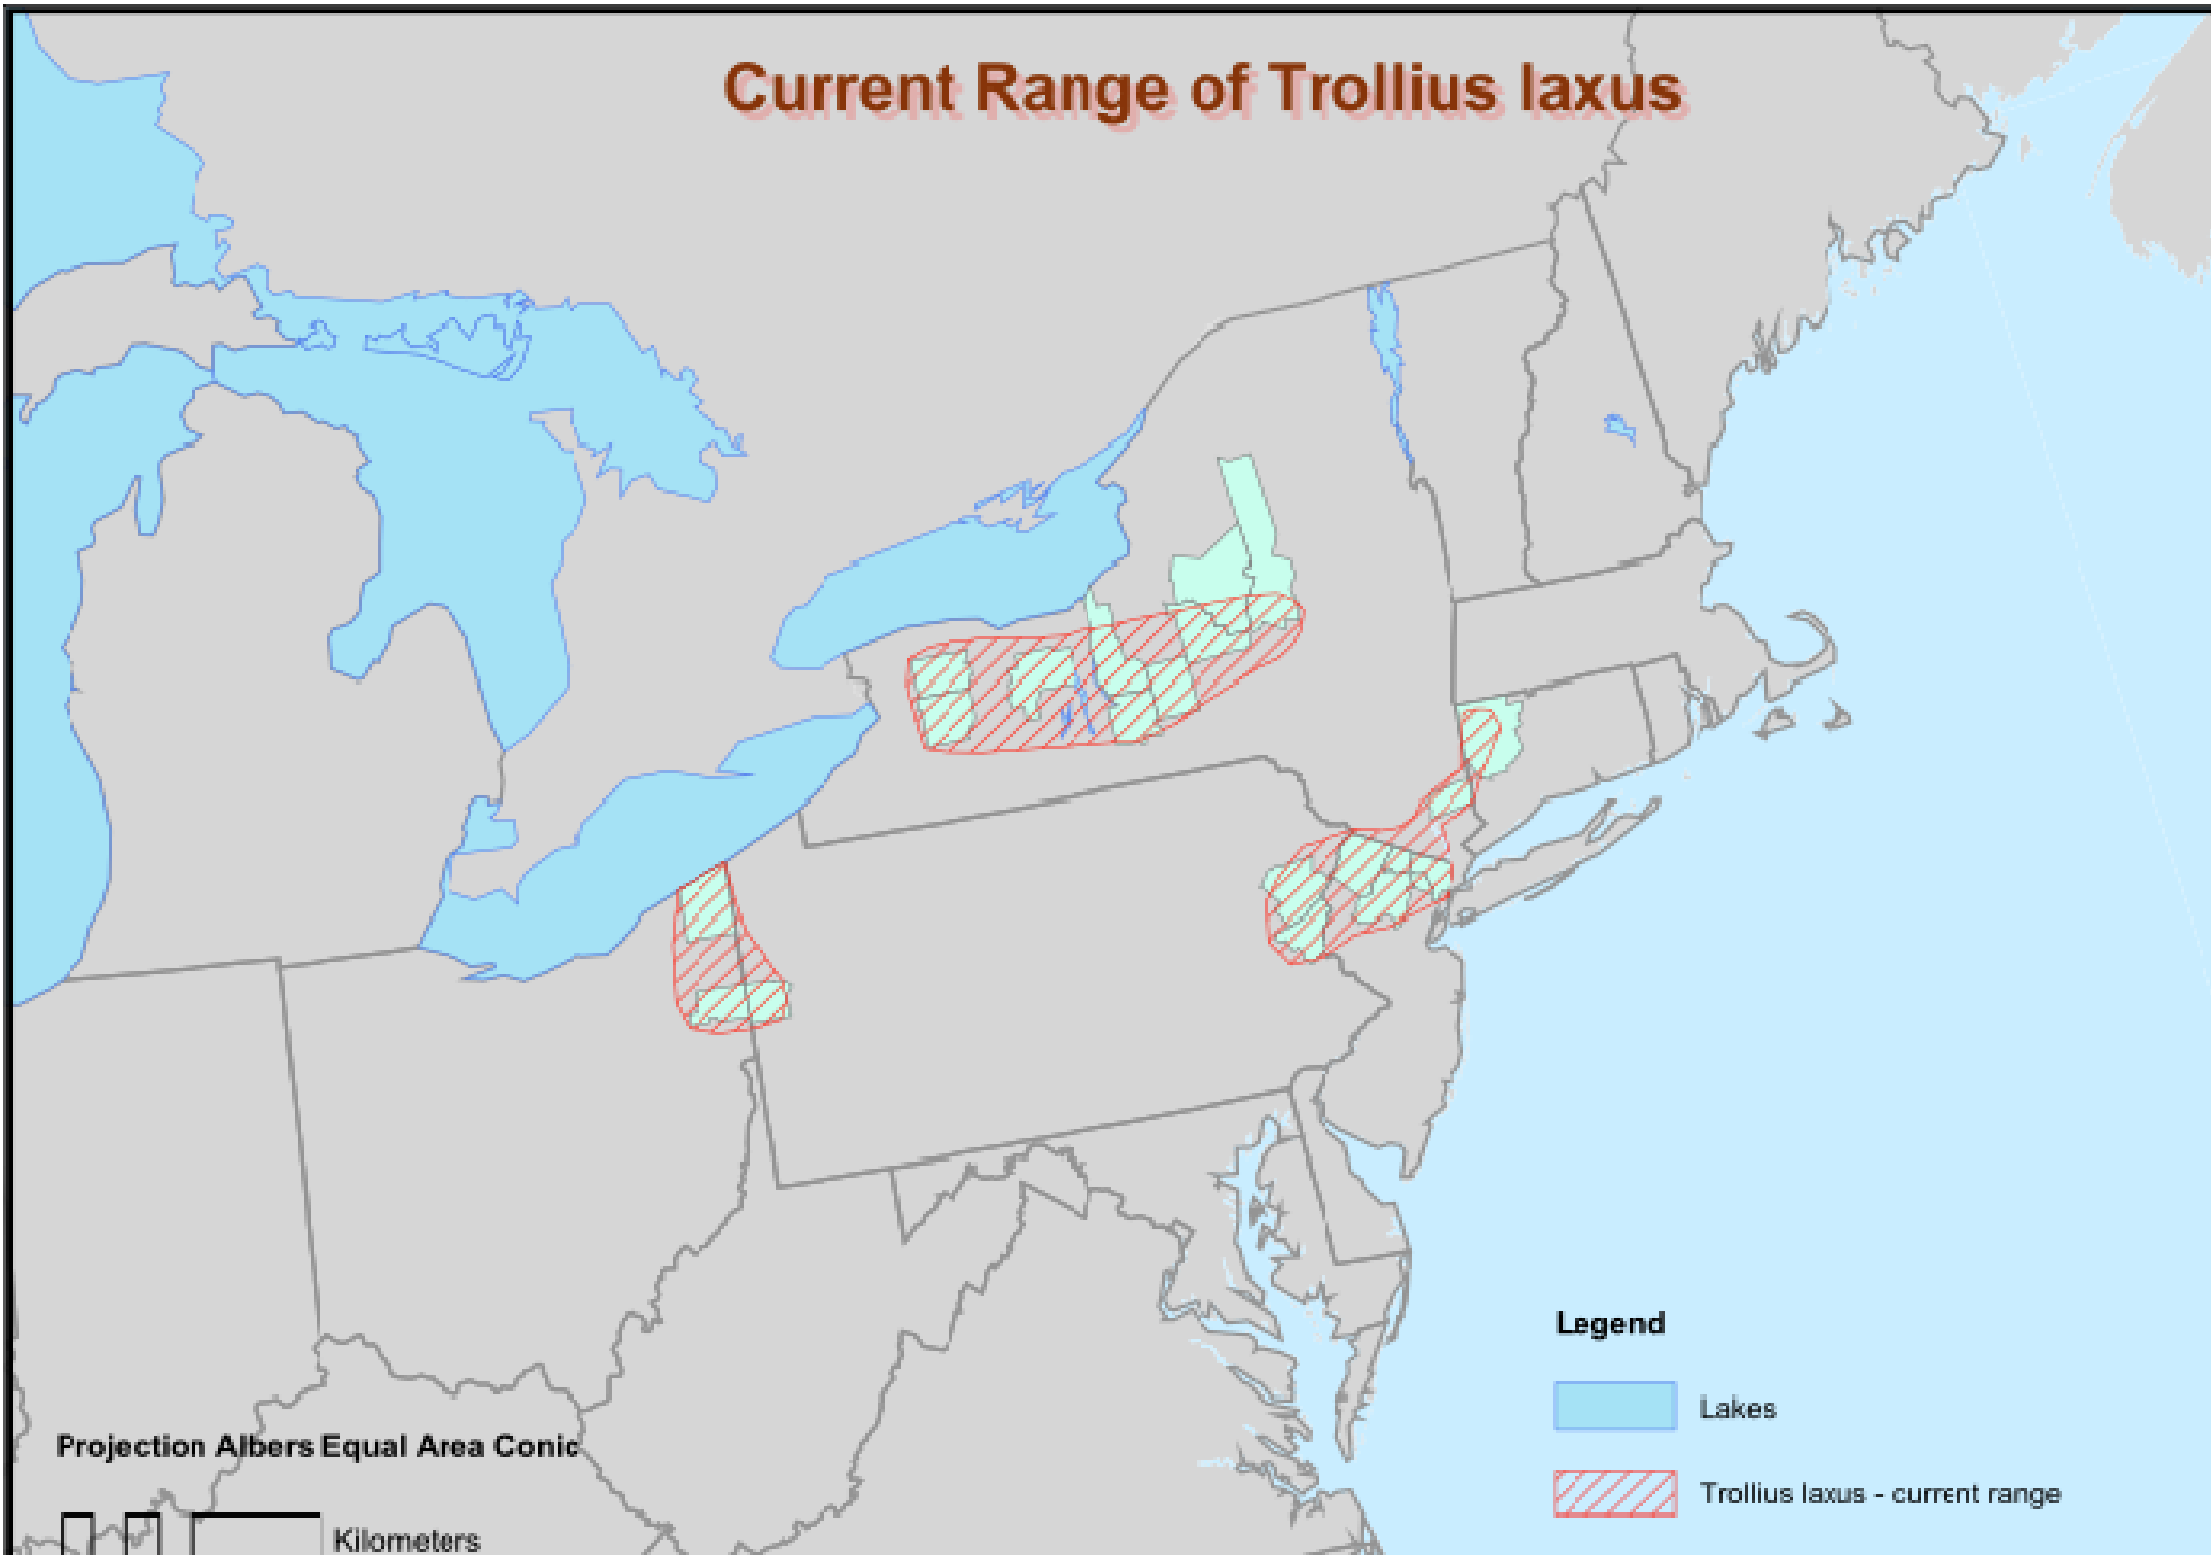 Current Range of Trollius laxus
Legend
Lakes
Projection Albers Equal Area Conic
Trollius laxus - current range
Kilometers